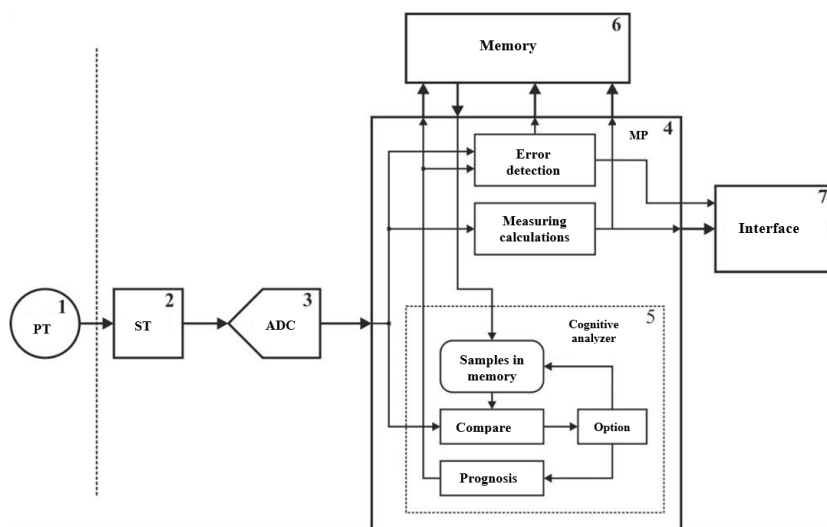 6
Memory
4
MP
Error
detection
Measuring
calculations
7
Interface
1
PT
2
ST
3
ADC
5
Cognitive
analyzer
Samples in
memory
Compare
Option
Prognosis